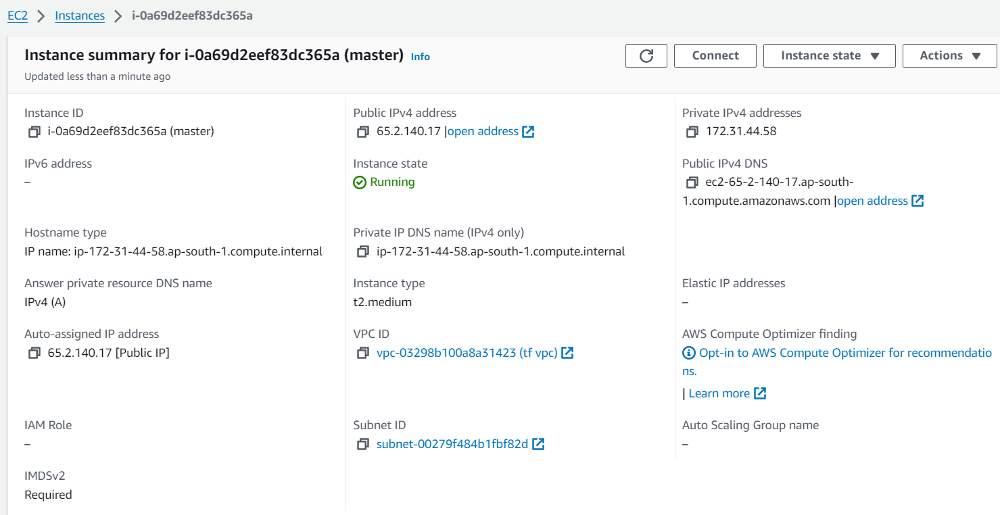 EC2 > Instances > i-0a69d2eef83dc365a
Instance summary for i-0a69d2eef83dc365a (master) Info
Updated less than a minute ago
Connect
Instance state
Actions
Instance ID
i-0a69d2eef83dc365a (master)
Public IPv4 address
65.2.140.17 |open address
Private IPv4 addresses
172.31.44.58
IPv6 address
–
Instance state
Running
Public IPv4 DNS
ec2-65-2-140-17.ap-south-
1.compute.amazonaws.com |open address
Hostname type
IP name: ip-172-31-44-58.ap-south-1.compute.internal
Private IP DNS name (IPv4 only)
ip-172-31-44-58.ap-south-1.compute.internal
Answer private resource DNS name
IPv4 (A)
Instance type
t2.medium
Elastic IP addresses
–
Auto-assigned IP address
65.2.140.17 [Public IP]
VPC ID
vpc-03298b100a8a31423 (tf vpc)
AWS Compute Optimizer finding
Opt-in to AWS Compute Optimizer for recommendatio
ns.
| Learn more
IAM Role
–
Subnet ID
subnet-00279f484b1fbf82d
Auto Scaling Group name
–
IMDSv2
Required